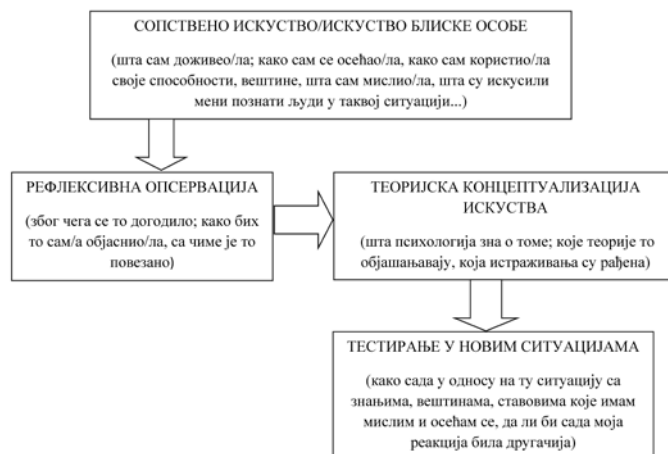 СОПСТВЕНО ИСКУСТВО/ИСКУСТВО БЛИСКЕ ОСОБЕ
(шта сам доживео/ла; како сам се осећао/ла, како сам користио/ла
своје способности, вештине, шта сам мислио/ла, шта су искусили
мени познати људи у таквој ситуацији...)
РЕФЛЕКСИВНА ОПСЕРВАЦИЈА
(због чега се то догодило; како бих
то сам/а објаснио/ла, са чиме је то
повезано)
ТЕОРИЈСКА КОНЦЕПТУАЛИЗАЦИЈА
ИСКУСТВА
(шта психологија зна о томе; које теорије то
објашањавају, која истраживања су рађена)
ТЕСТИРАЊЕ У НОВИМ СИТУАЦИЈАМА
(како сада у односу на ту ситуацију са
знањима, вештинама, ставовима које имам
мислим и осећам се, да ли би сада моја
реакција била другачија)